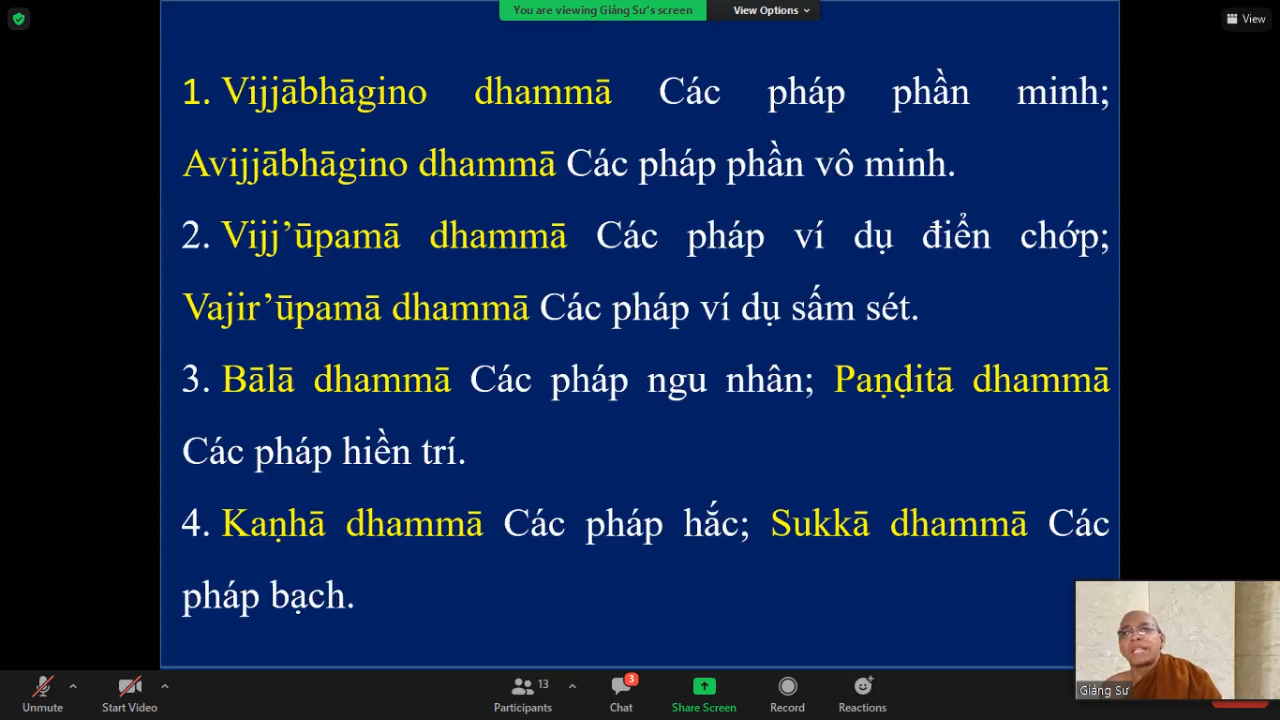 You are viewing Giảng Sư's screen
View Options
View
1. Vijjābhāgino dhammā Các pháp phần minh;
Avijjābhāgino dhammā Các pháp phần vô minh.
2. Vijj’ūpamā dhammā Các pháp ví dụ điển chớp;
Vajir’ūpamā dhammā Các pháp ví dụ sấm sét.
3. Bālā dhammā Các pháp ngu nhân; Paṇḍitā dhammā
Các pháp hiền trí.
4. Kaṇhā dhammā Các pháp hắc; Sukkā dhammā Các
pháp bạch.
Giảng Sư
Unmute
Start Video
13
Participants
3
Chat
Share Screen
Record
Reactions